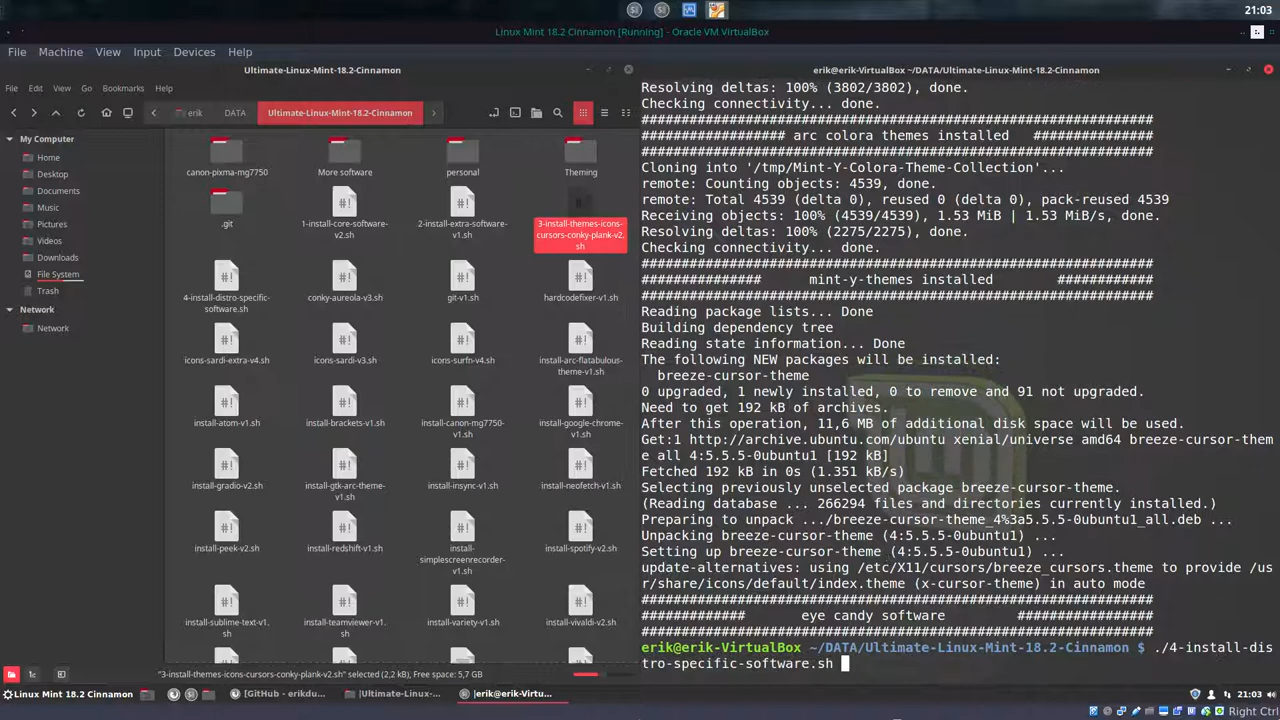 21:03
Linux Mint 18.2 Cinnamon [Running] - Oracle VM VirtualBox
File Machine View Input Devices Help
Ultimate-Linux-Mint-18.2-Cinnamon
File Edit View Go Bookmarks Help
erik DATA Ultimate-Linux-Mint-18.2-Cinnamon
My Computer
Home
Desktop
Documents
Music
Pictures
Videos
Downloads
File System
Trash
Network
Network
canon-pixma-mg7750
More software
personal
Theming
.git
1-install-core-software-
v2.sh
2-install-extra-software-
v1.sh
3-install-themes-icons-
cursors-conky-plank-v2.
sh
4-install-distro-specific-
software.sh
conky-aureola-v3.sh
git-v1.sh
hardcodefixer-v1.sh
icons-sardi-extra-v4.sh
icons-sardi-v3.sh
icons-surfn-v4.sh
install-arc-flatabulous-
theme-v1.sh
install-atom-v1.sh
install-brackets-v1.sh
install-canon-mg7750-
v1.sh
install-google-chrome-
v1.sh
install-gradio-v2.sh
install-gtk-arc-theme-
v1.sh
install-insync-v1.sh
install-neofetch-v1.sh
install-peek-v2.sh
install-redshift-v1.sh
install-
simplescreenrecorder-
v1.sh
install-spotify-v2.sh
install-sublime-text-v1.
sh
install-teamviewer-v1.
sh
install-variety-v1.sh
install-vivaldi-v2.sh
"3-install-themes-icons-cursors-conky-plank-v2.sh" selected (2,2 kB), Free space: 5,7 GB
erik@erik-VirtualBox ~/DATA/Ultimate-Linux-Mint-18.2-Cinnamon
Resolving deltas: 100% (3802/3802), done.
Checking connectivity... done.
################################################################
################## arc colora themes installed   ###############
################################################################
Cloning into '/tmp/Mint-Y-Colora-Theme-Collection'...
remote: Counting objects: 4539, done.
remote: Total 4539 (delta 0), reused 0 (delta 0), pack-reused 4539
Receiving objects: 100% (4539/4539), 1.53 MiB | 1.53 MiB/s, done.
Resolving deltas: 100% (2275/2275), done.
Checking connectivity... done.
################################################################
###############      mint-y-themes installed        ############
################################################################
Reading package lists... Done
Building dependency tree
Reading state information... Done
The following NEW packages will be installed:
breeze-cursor-theme
0 upgraded, 1 newly installed, 0 to remove and 91 not upgraded.
Need to get 192 kB of archives.
After this operation, 11,6 MB of additional disk space will be used.
Get:1 http://archive.ubuntu.com/ubuntu xenial/universe amd64 breeze-cursor-them
e all 4:5.5.5-0ubuntu1 [192 kB]
Fetched 192 kB in 0s (1.351 kB/s)
Selecting previously unselected package breeze-cursor-theme.
(Reading database ... 266294 files and directories currently installed.)
Preparing to unpack .../breeze-cursor-theme_4%3a5.5.5-0ubuntu1_all.deb ...
Unpacking breeze-cursor-theme (4:5.5.5-0ubuntu1) ...
Setting up breeze-cursor-theme (4:5.5.5-0ubuntu1) ...
update-alternatives: using /etc/X11/cursors/breeze_cursors.theme to provide /us
r/share/icons/default/index.theme (x-cursor-theme) in auto mode
################################################################
#############       eye candy software         #################
################################################################
erik@erik-VirtualBox ~/DATA/Ultimate-Linux-Mint-18.2-Cinnamon $ ./4-install-dis
tro-specific-software.sh
Linux Mint 18.2 Cinnamon
[GitHub - erikdu...
|Ultimate-Linux-...
|erik@erik-Virtu...
21:03
Right Ctrl